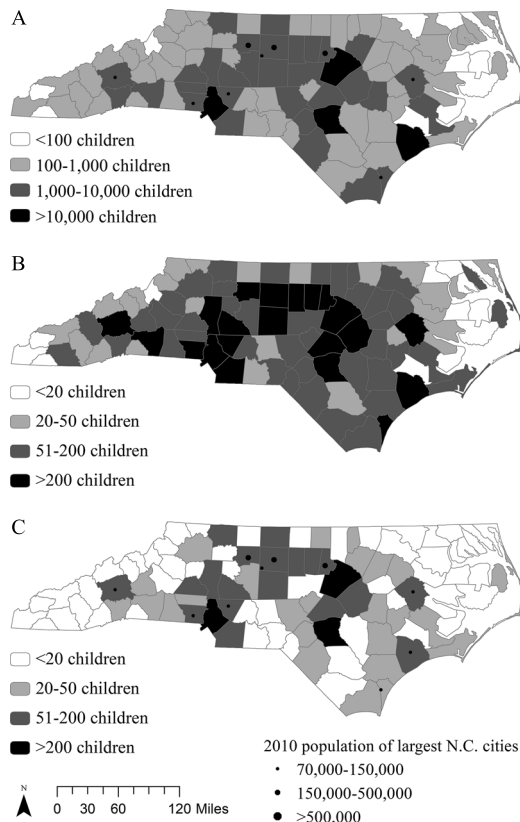 A
<100 children
100-1,000 children
1,000-10,000 children
>10,000 children
B
<20 children
20-50 children
51-200 children
>200 children
C
<20 children
20-50 children
51-200 children
>200 children
2010 population of largest N.C. cities
70,000-150,000
150,000-500,000
>500,000
N
0 30 60 120 Miles